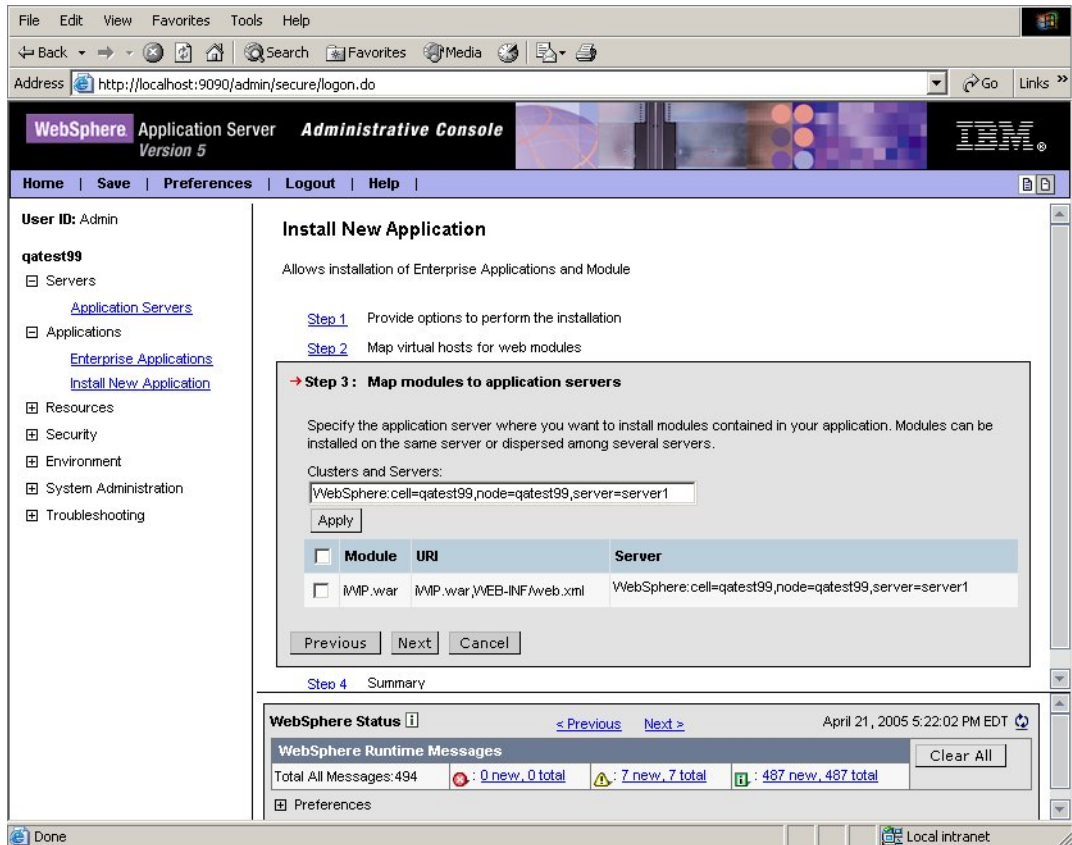 File Edit View Favorites Tools Help
Back Search Favorites Media
Address http://localhost:9090/admin/secure/logon.do Go Links »
WebSphere Application Server Administrative Console
Version 5
IBM®
Home | Save | Preferences | Logout | Help |
User ID: Admin
qatest99
Servers
Application Servers
Applications
Enterprise Applications
Install New Application
Resources
Security
Environment
System Administration
Troubleshooting
Install New Application
Allows installation of Enterprise Applications and Module
Step 1 Provide options to perform the installation
Step 2 Map virtual hosts for web modules
Step 3 : Map modules to application servers
Specify the application server where you want to install modules contained in your application. Modules can be
installed on the same server or dispersed among several servers.
Clusters and Servers:
WebSphere:cell=qatest99,node=qatest99,server=server1
Apply
Module URI Server
iWIP.war iWIP.war,WEB-INF/web.xml WebSphere:cell=qatest99,node=qatest99,server=server1
Previous Next Cancel
Step 4 Summary
WebSphere Status i < Previous Next > April 21, 2005 5:22:02 PM EDT
WebSphere Runtime Messages
Clear All
Total All Messages:494 : 0 new, 0 total : 7 new, 7 total : 487 new, 487 total
Preferences
Done Local intranet